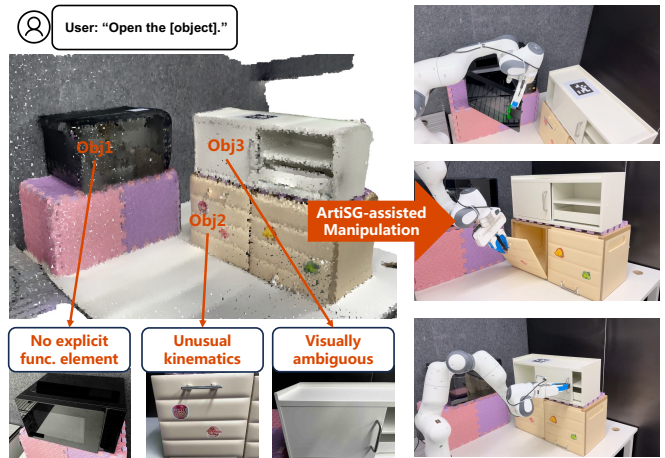 User: “Open the [object].”
Obj1
Obj3
Obj2
ArtiSG-assisted
Manipulation
No explicit
func. element
Unusual
kinematics
Visually
ambiguous